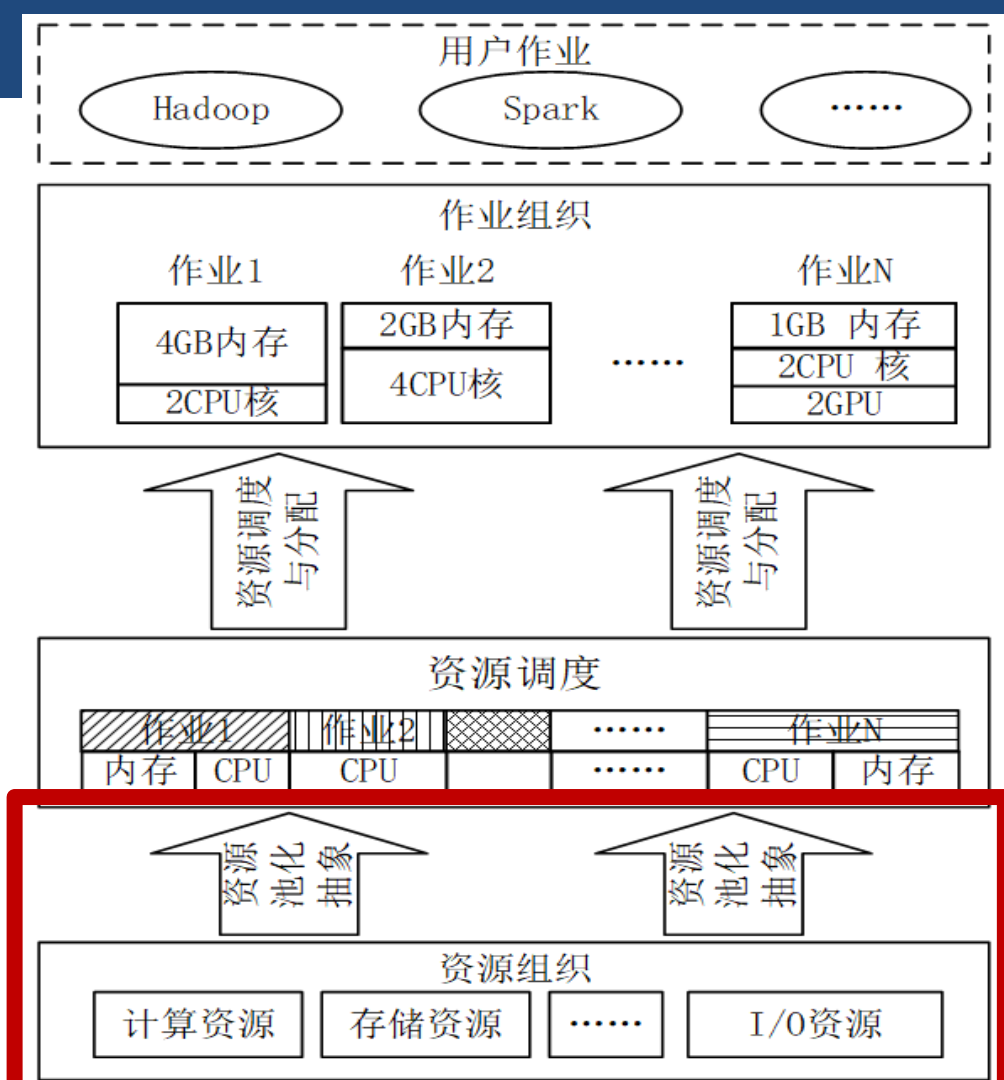 用户作业
Hadoop Spark ······
作业组织
作业1 作业2 作业N
4GB内存 2GB内存 1GB 内存
······
2CPU核 4CPU核 2CPU 核
2GPU
资源调度与分配 资源调度与分配
资源调度
作业1 作业2 ······ 作业N
内存 CPU CPU ······ CPU 内存
资源池化抽象 资源池化抽象
资源组织
计算资源 存储资源 ······ I/O资源